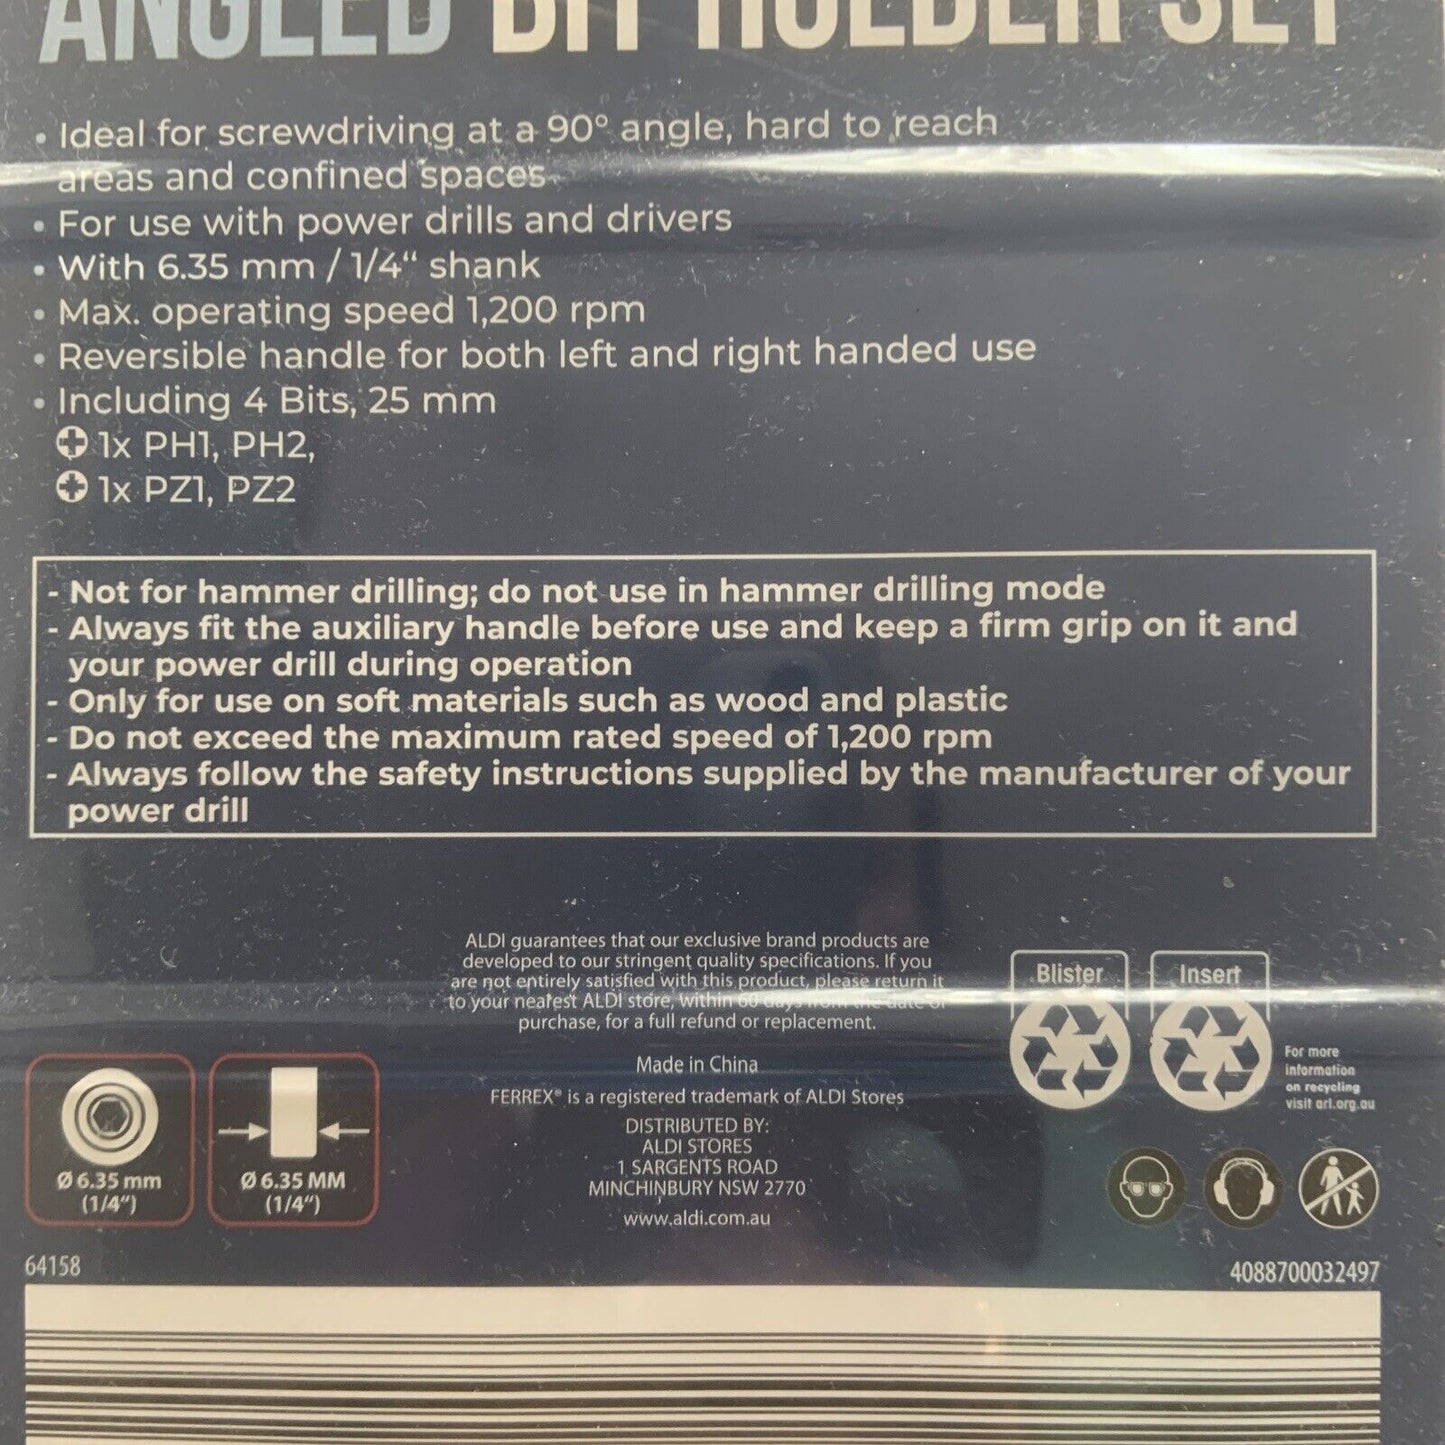 ANGLED BIT HOLDER SET
• Ideal for screwdriving at a 90° angle, hard to reach
areas and confined spaces
• For use with power drills and drivers
• With 6.35 mm / 1/4“ shank
• Max. operating speed 1,200 rpm
• Reversible handle for both left and right handed use
• Including 4 Bits, 25 mm
1x PH1, PH2,
1x PZ1, PZ2
- Not for hammer drilling; do not use in hammer drilling mode
- Always fit the auxiliary handle before use and keep a firm grip on it and
your power drill during operation
- Only for use on soft materials such as wood and plastic
- Do not exceed the maximum rated speed of 1,200 rpm
- Always follow the safety instructions supplied by the manufacturer of your
power drill
ALDI guarantees that our exclusive brand products are
developed to our stringent quality specifications. If you
are not entirely satisfied with this product, please return it
to your nearest ALDI store, within 60 days from the date of
purchase, for a full refund or replacement.
Made in China
FERREX® is a registered trademark of ALDI Stores
DISTRIBUTED BY:
ALDI STORES
1 SARGENTS ROAD
MINCHINBURY NSW 2770
www.aldi.com.au
Blister
Insert
For more
information
on recycling
visit arl.org.au
Ø 6.35 mm
(1/4“)
Ø 6.35 MM
(1/4“)
64158
4088700032497